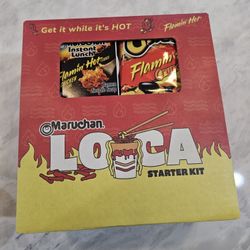 Get it while it's HOT
Flamin' Hot
Instant
Lunch
Flamin' Hot
Flamin'
Maruchan.
LOCA
STARTER KIT